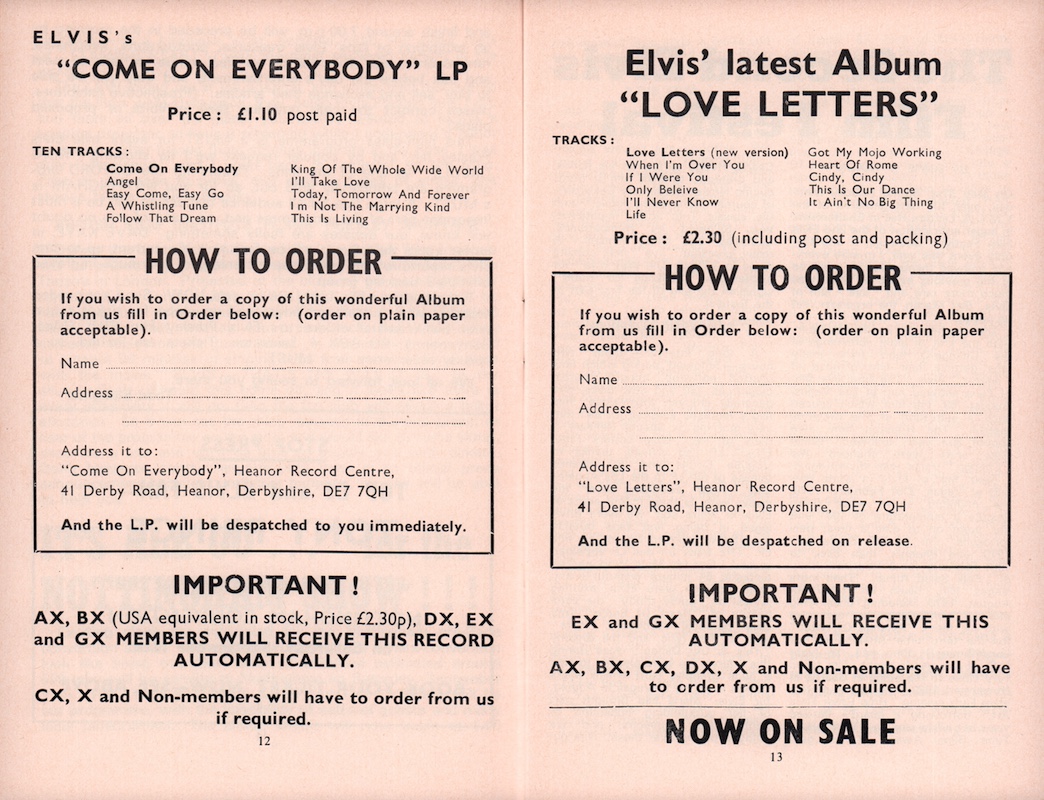 ELVIS's
"COME ON EVERYBODY" LP
Price : £1.10 post paid
TEN TRACKS :
Come On Everybody
Angel
Easy Come, Easy Go
A Whistling Tune
Follow That Dream
King Of The Whole Wide World
I'll Take Love
Today, Tomorrow And Forever
I m Not The Marrying Kind
This Is Living
HOW TO ORDER
If you wish to order a copy of this wonderful Album
from us fill in Order below: (order on plain paper
acceptable).
Name
Address
Address it to:
"Come On Everybody", Heanor Record Centre,
41 Derby Road, Heanor, Derbyshire, DE7 7QH
And the L.P. will be despatched to you immediately.
IMPORTANT!
AX, BX (USA equivalent in stock, Price £2.30p), DX, EX
and GX MEMBERS WILL RECEIVE THIS RECORD
AUTOMATICALLY.
CX, X and Non-members will have to order from us
if required.
12
Elvis' latest Album
"LOVE LETTERS"
TRACKS :
Love Letters (new version)
When I'm Over You
If I Were You
Only Beleive
I'll Never Know
Life
Got My Mojo Working
Heart Of Rome
Cindy, Cindy
This Is Our Dance
It Ain't No Big Thing
Price : £2.30 (including post and packing)
HOW TO ORDER
If you wish to order a copy of this wonderful Album
from us fill in Order below: (order on plain paper
acceptable).
Name
Address
Address it to:
"Love Letters", Heanor Record Centre,
41 Derby Road, Heanor, Derbyshire, DE7 7QH
And the L.P. will be despatched on release.
IMPORTANT!
EX and GX MEMBERS WILL RECEIVE THIS
AUTOMATICALLY.
AX, BX, CX, DX, X and Non-members will have
to order from us if required.
NOW ON SALE
13